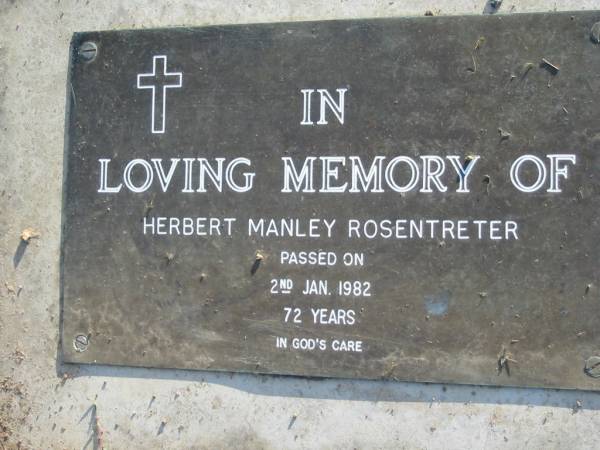 IN
LOVING MEMORY OF
HERBERT MANLEY ROSENTRETER
PASSED ON
2ND JAN. 1982
72 YEARS
IN GOD'S CARE